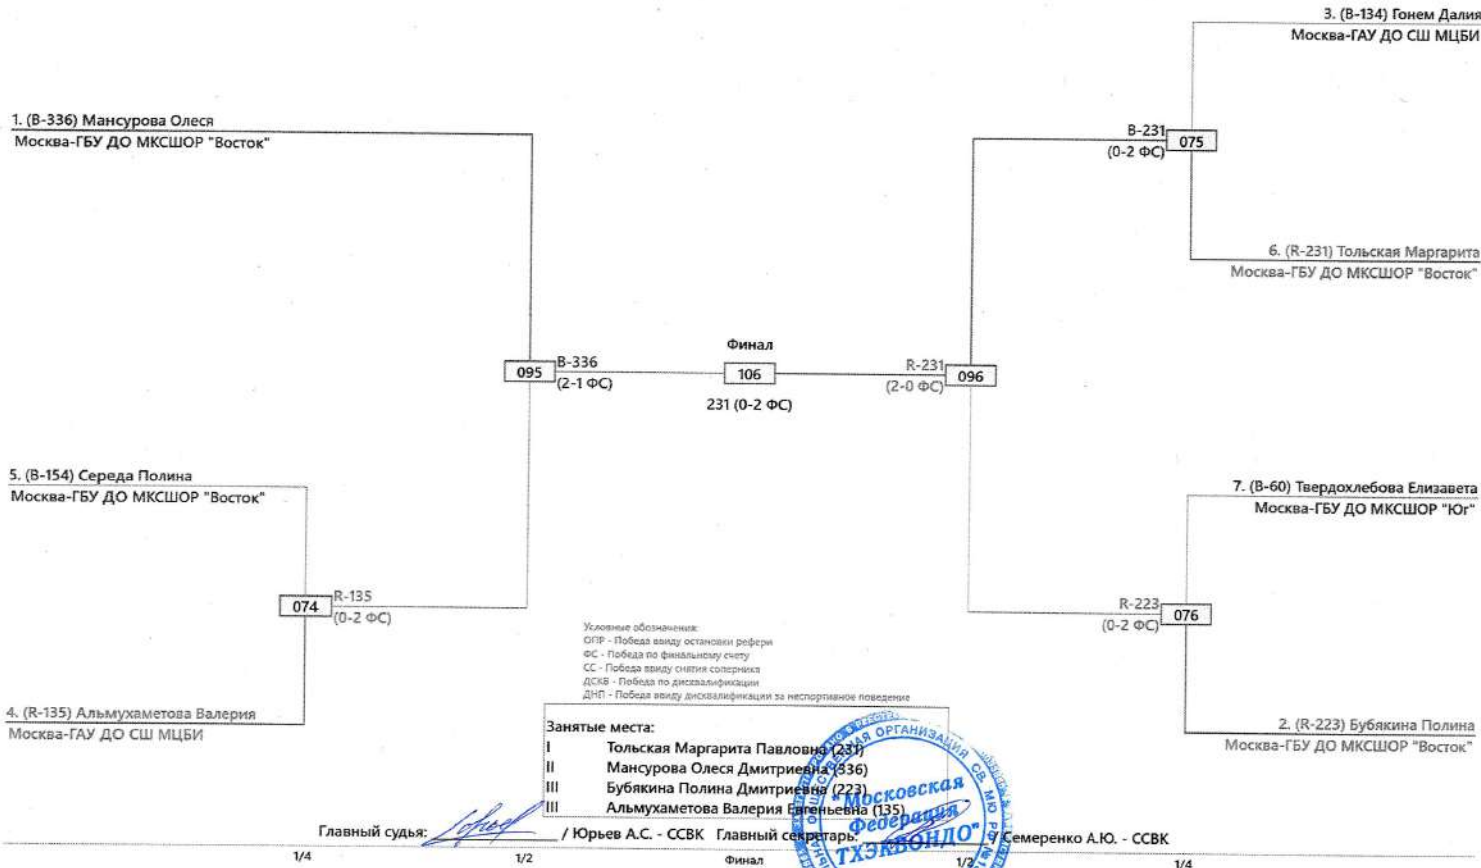 3. (B-134) Гонем Далия
Москва-ГАУ ДО СШ МЦБИ
1. (B-336) Мансурова Олеся
Москва-ГБУ ДО МКСШОР "Восток"
B-231
(0-2 ФС)
075
6. (R-231) Тольская Маргарита
Москва-ГБУ ДО МКСШОР "Восток"
Финал
095
B-336
(2-1 ФС)
106
R-231
(2-0 ФС)
096
231 (0-2 ФС)
5. (B-154) Середа Полина
Москва-ГБУ ДО МКСШОР "Восток"
7. (B-60) Твердохлебова Елизавета
Москва-ГБУ ДО МКСШОР "Юг"
074
R-135
(0-2 ФС)
R-223
(0-2 ФС)
076
Условные обозначения:
ОПР - Победа ввиду остановки рефери
ФС - Победа по финальному счету
СС - Победа ввиду снятия соперника
ДСКВ - Победа по дисквалификации
ДНП - Победа ввиду дисквалификации за неспортивное поведение
4. (R-135) Альмухаметова Валерия
Москва-ГАУ ДО СШ МЦБИ
2. (R-223) Бубякина Полина
Москва-ГБУ ДО МКСШОР "Восток"
Занятые места:
I Тольская Маргарита Павловна (231)
II Мансурова Олеся Дмитриевна (336)
III Бубякина Полина Дмитриевна (223)
III Альмухаметова Валерия Евгеньевна (135)
ОРГАНИЗАЦИЯ СВ. МЮ РФ
"Московская
Федерация
ТХЭКВОНДО"
Главный судья: / Юрьев А.С. - ССВК Главный секретарь: / Семеренко А.Ю. - ССВК
1/4 1/2 Финал 1/2 1/4